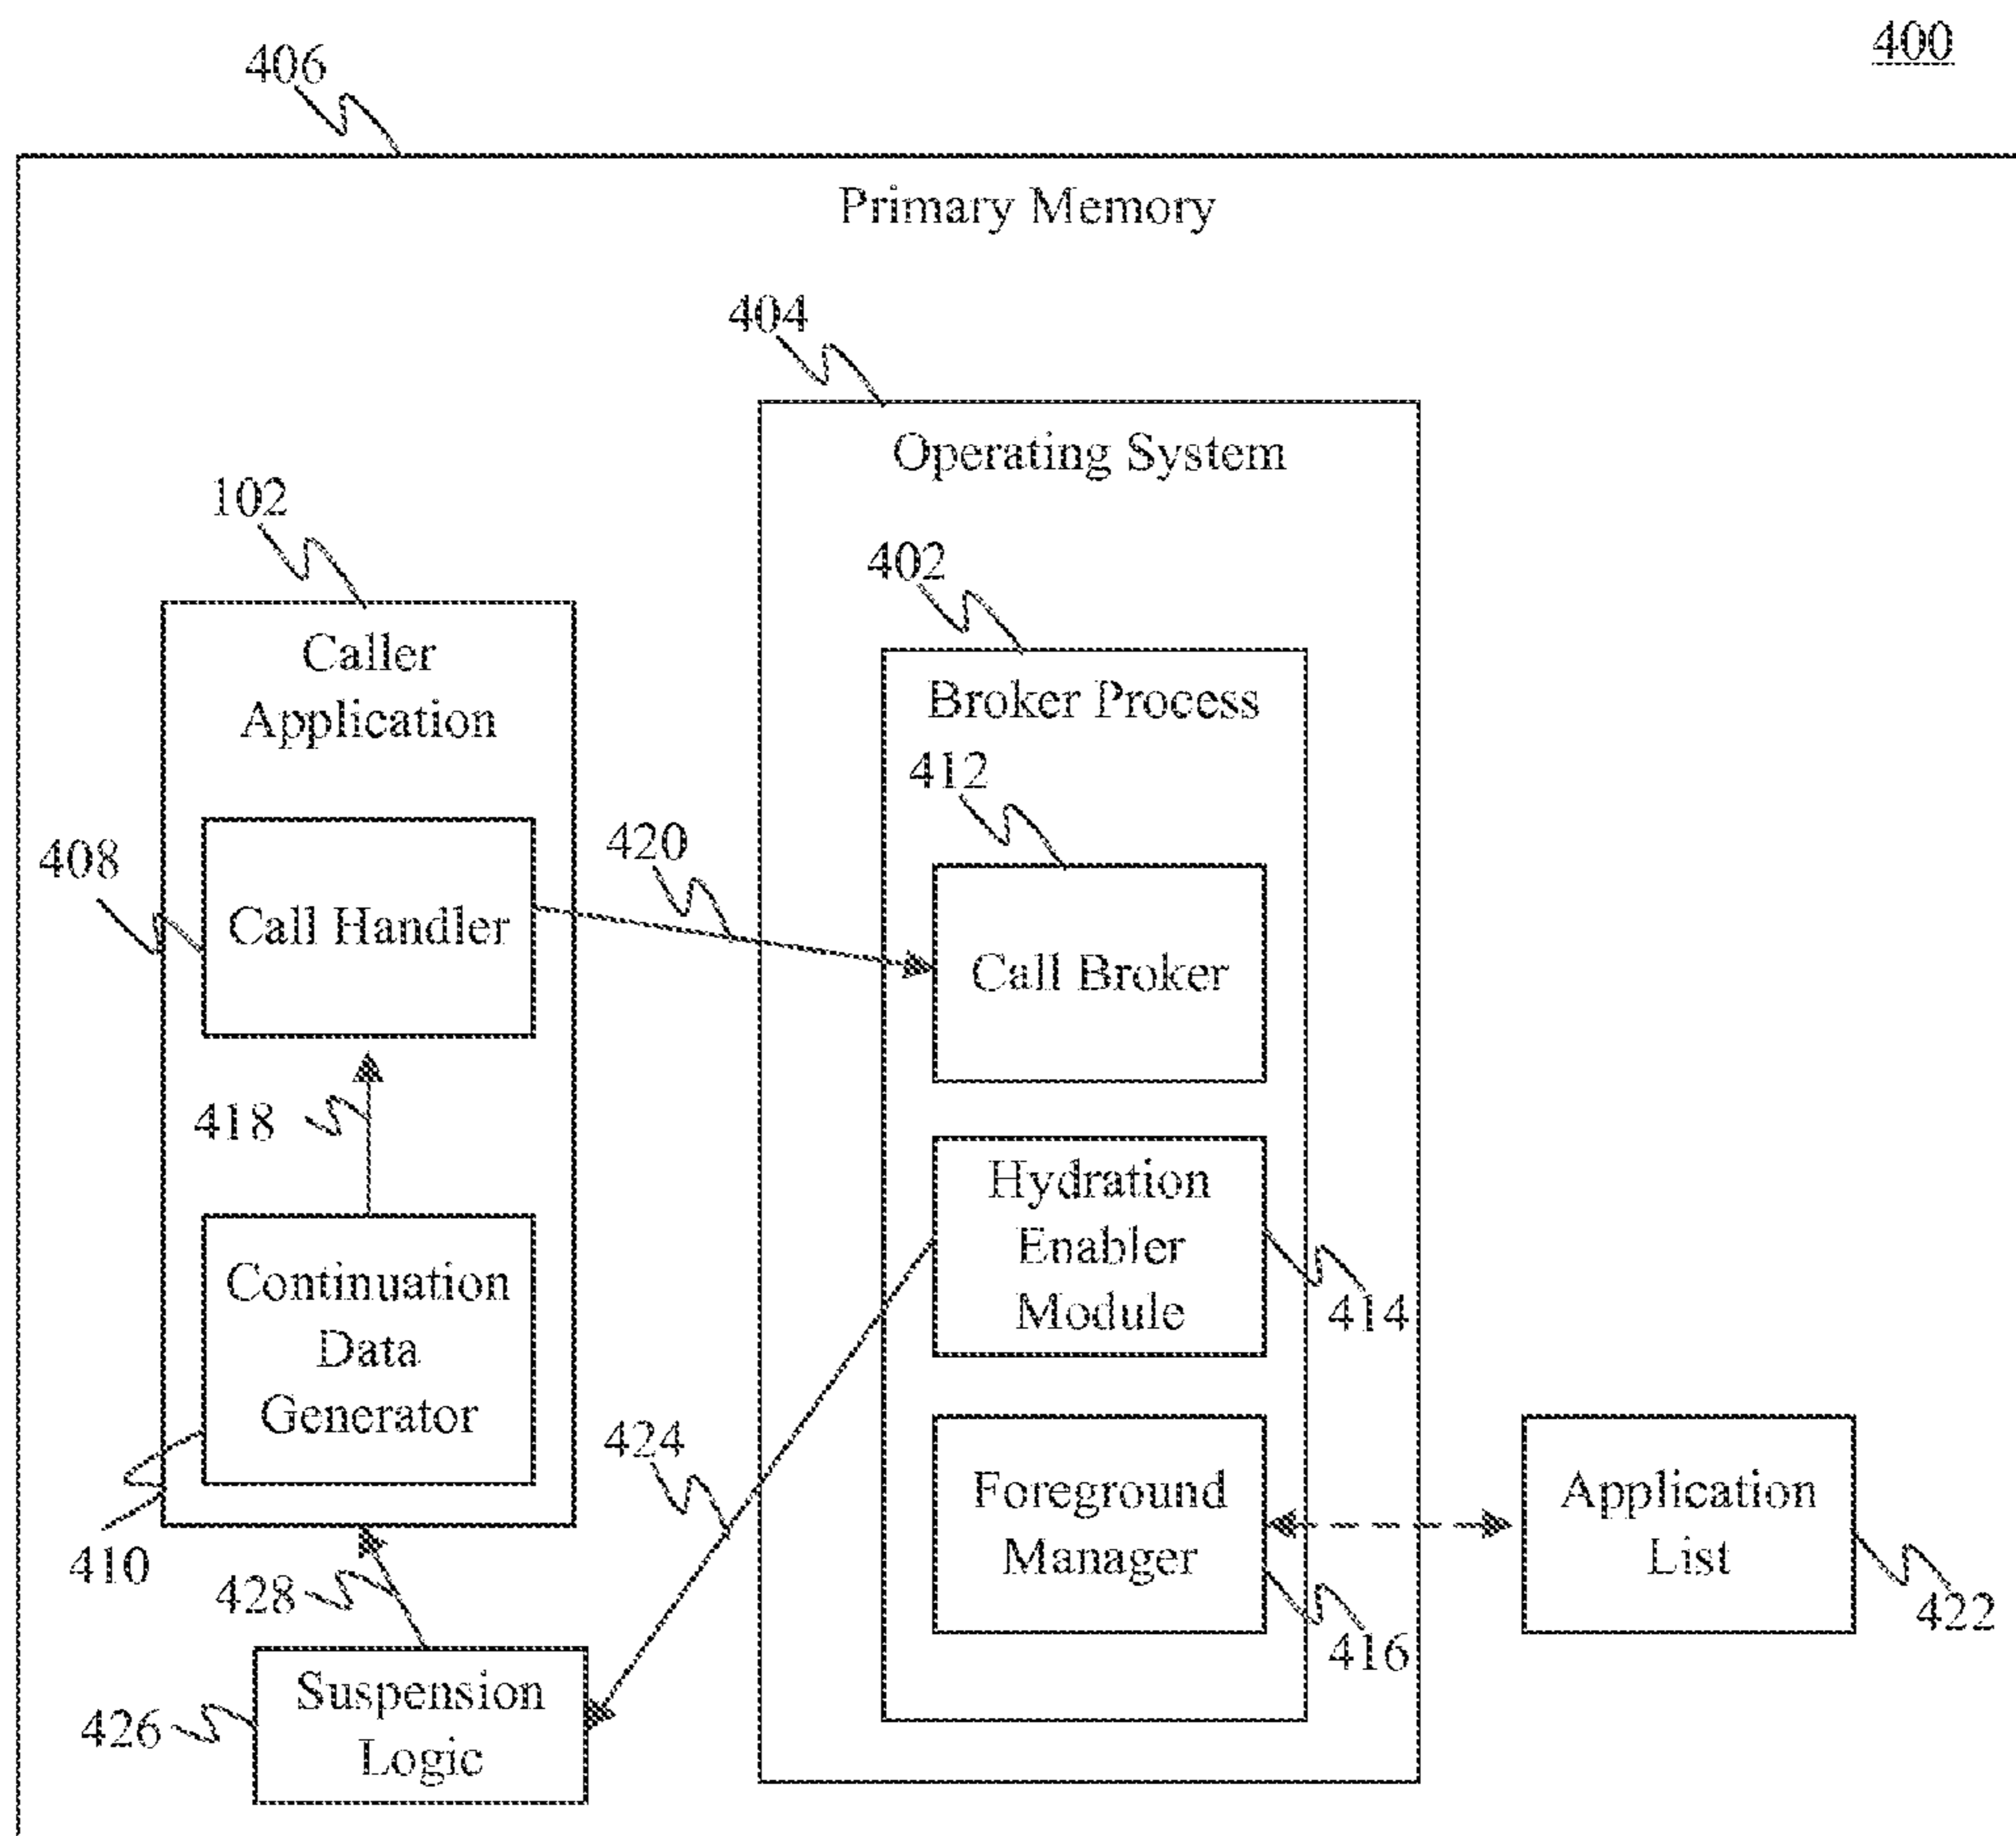 400
406
Primary Memory
404
Operating System
102
402
Caller
Application
Broker Process
412
408
420
Call Handler
Call Broker
418
Hydration
Enabler
Module
414
Continuation
Data
Generator
424
Foreground
Manager
Application
List
410
428
416
422
426
Suspension
Logic